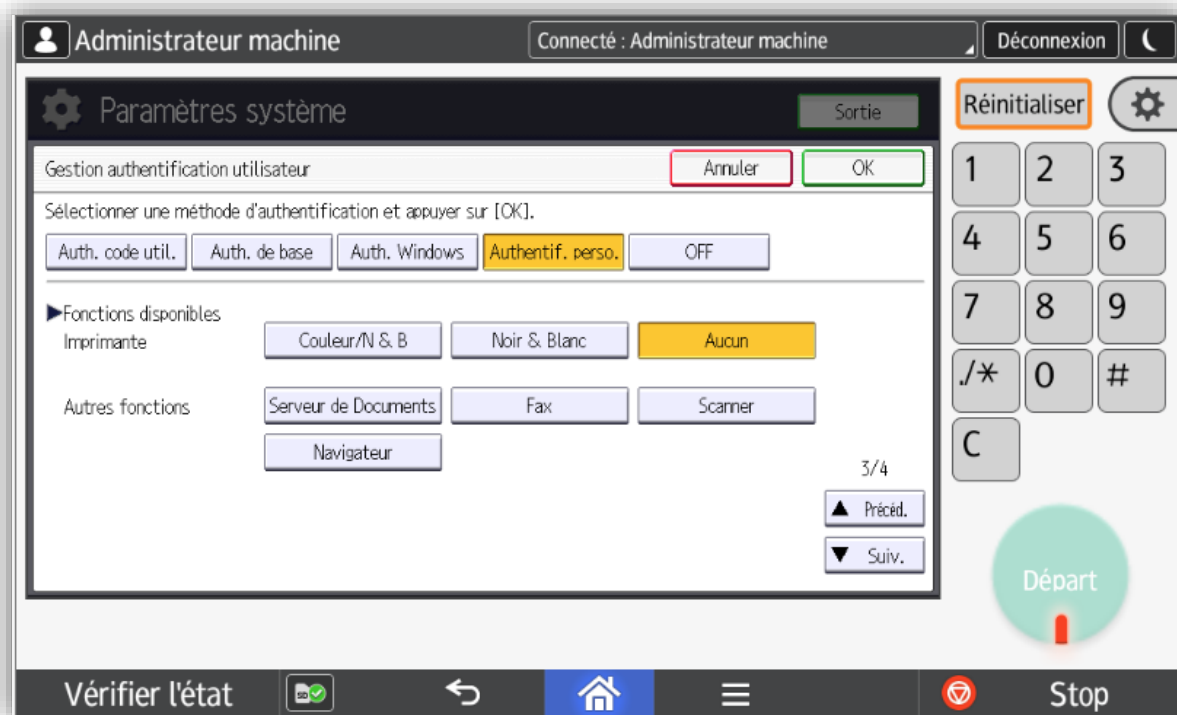 Administrateur machine
Connecté : Administrateur machine
Déconnexion
Paramètres système
Sortie
Réinitialiser
Gestion authentification utilisateur
Annuler
OK
Sélectionner une méthode d'authentification et appuyer sur [OK].
Auth. code util.
Auth. de base
Auth. Windows
Authentif. perso.
OFF
▶Fonctions disponibles
Imprimante
Couleur/N & B
Noir & Blanc
Aucun
Autres fonctions
Serveur de Documents
Fax
Scanner
Navigateur
3/4
▲ Précéd.
▼ Suiv.
1 2 3
4 5 6
7 8 9
./* 0 #
C
Départ
Vérifier l'état
SD
Stop